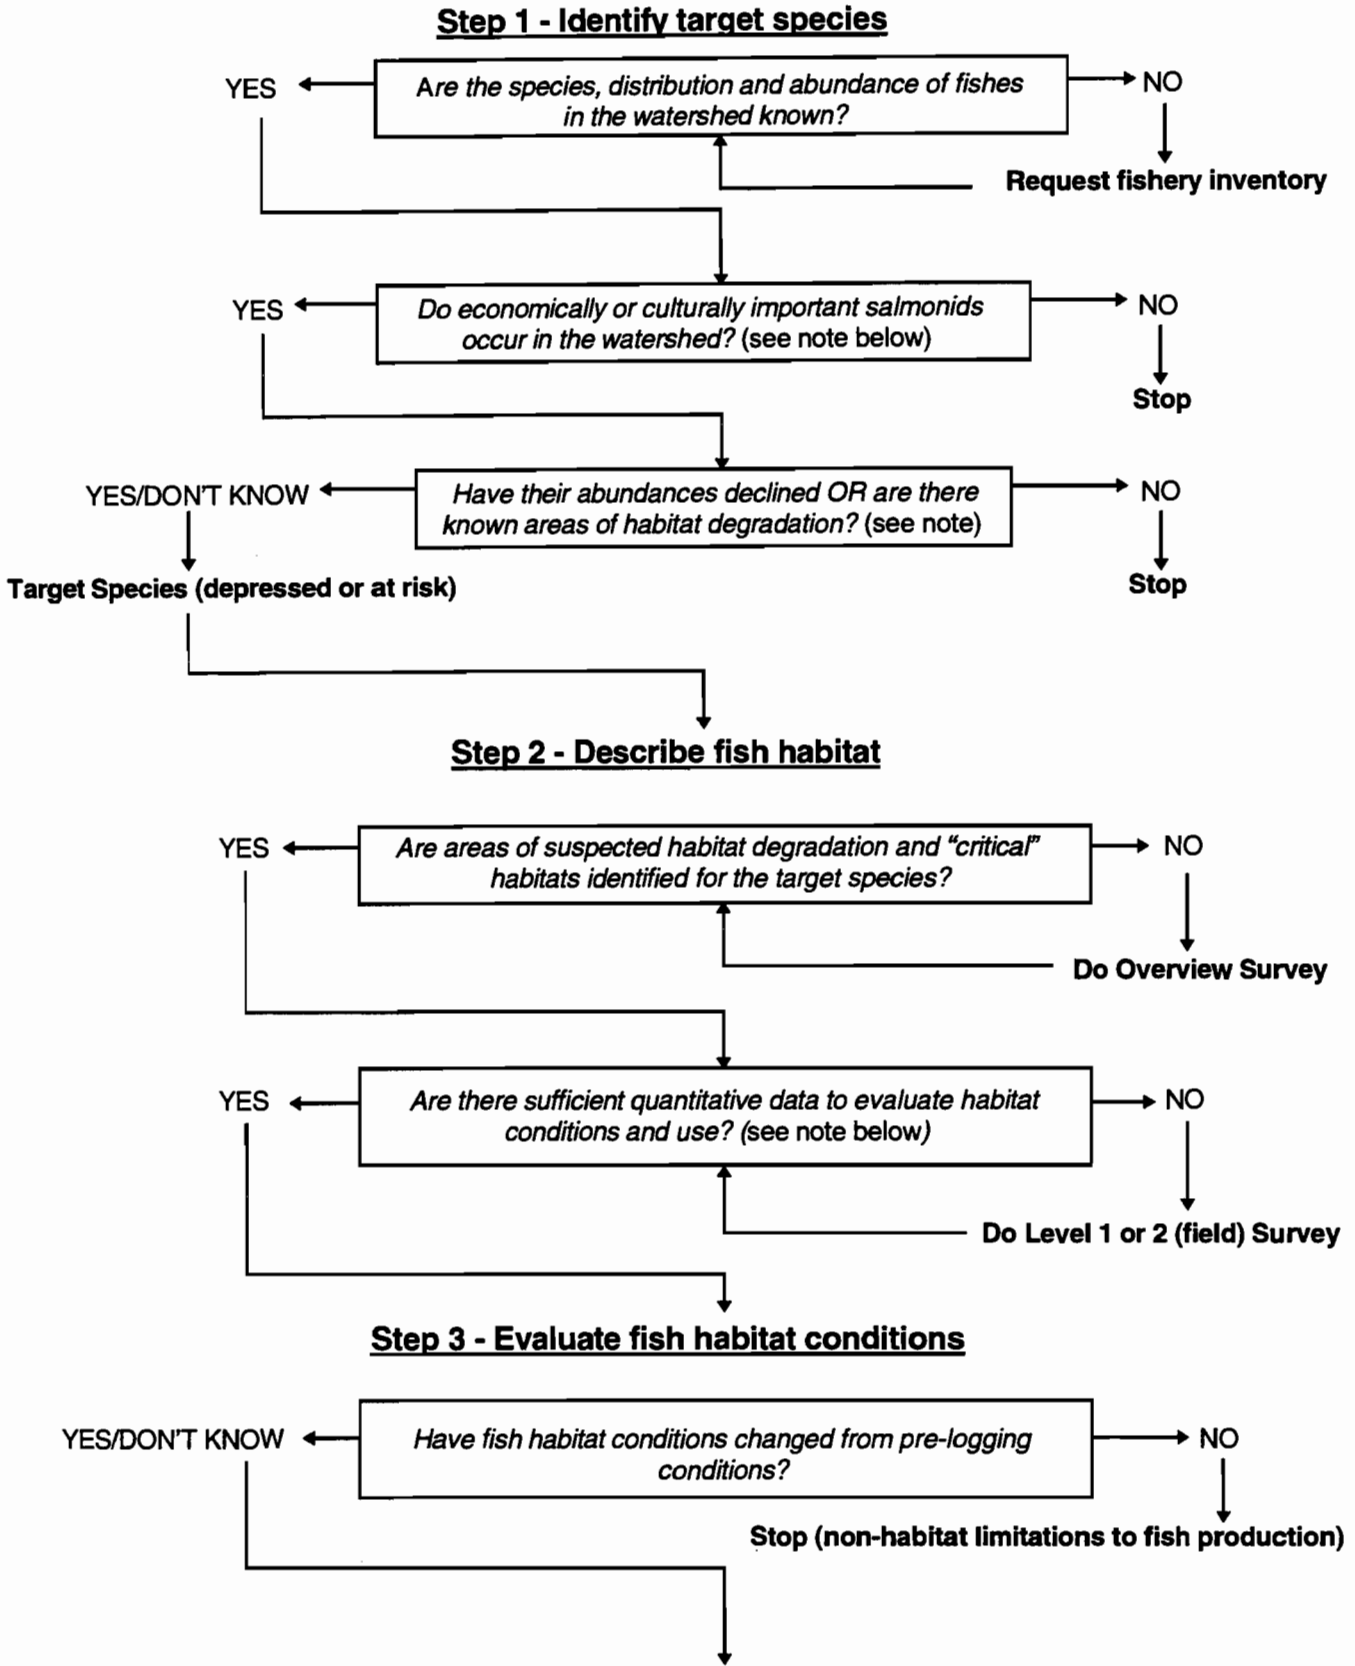 Step 1 - Identify target species
YES
Are the species, distribution and abundance of fishes
in the watershed known?
NO
Request fishery inventory
YES
Do economically or culturally important salmonids
occur in the watershed? (see note below)
NO
Stop
YES/DON'T KNOW
Have their abundances declined OR are there
known areas of habitat degradation? (see note)
NO
Stop
Target Species (depressed or at risk)
Step 2 - Describe fish habitat
YES
Are areas of suspected habitat degradation and "critical"
habitats identified for the target species?
NO
Do Overview Survey
YES
Are there sufficient quantitative data to evaluate habitat
conditions and use? (see note below)
NO
Do Level 1 or 2 (field) Survey
Step 3 - Evaluate fish habitat conditions
YES/DON'T KNOW
Have fish habitat conditions changed from pre-logging
conditions?
NO
Stop (non-habitat limitations to fish production)